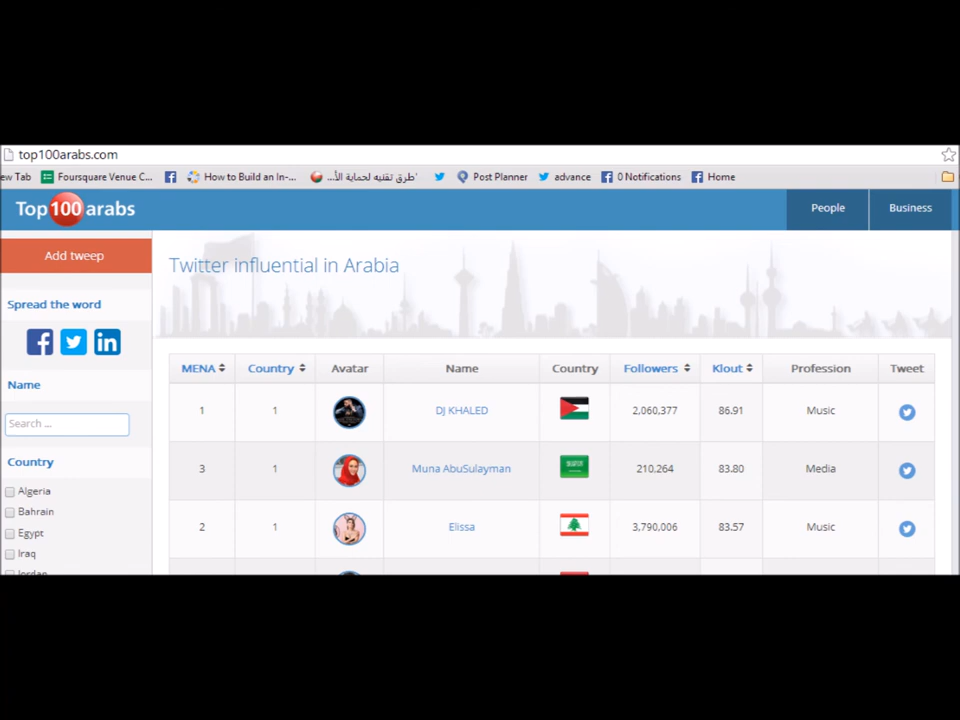 top100arabs.com
ew Tab Foursquare Venue C... How to Build an In-... طرق تقنيه لحماية الأ... Post Planner advance 0 Notifications Home
Top 100 arabs People Business
Add tweep
Twitter influential in Arabia
Spread the word
Name
Search ...
Country
Algeria
Bahrain
Egypt
Iraq
Jordan
MENA Country Avatar Name Country Followers Klout Profession Tweet
1 1 DJ KHALED 2,060,377 86.91 Music
3 1 Muna AbuSulayman 210.264 83.80 Media
2 1 Elissa 3,790,006 83.57 Music